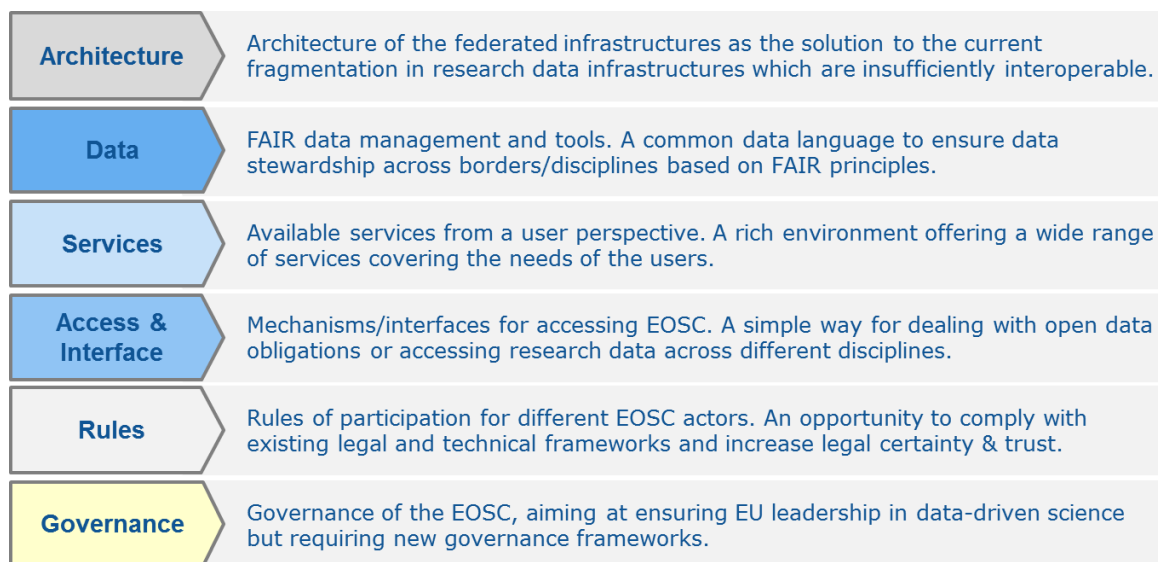 Architecture
Architecture of the federated infrastructures as the solution to the current
fragmentation in research data infrastructures which are insufficiently interoperable.
Data
FAIR data management and tools. A common data language to ensure data
stewardship across borders/disciplines based on FAIR principles.
Services
Available services from a user perspective. A rich environment offering a wide range
of services covering the needs of the users.
Access &
Interface
Mechanisms/interfaces for accessing EOSC. A simple way for dealing with open data
obligations or accessing research data across different disciplines.
Rules
Rules of participation for different EOSC actors. An opportunity to comply with
existing legal and technical frameworks and increase legal certainty & trust.
Governance
Governance of the EOSC, aiming at ensuring EU leadership in data-driven science
but requiring new governance frameworks.